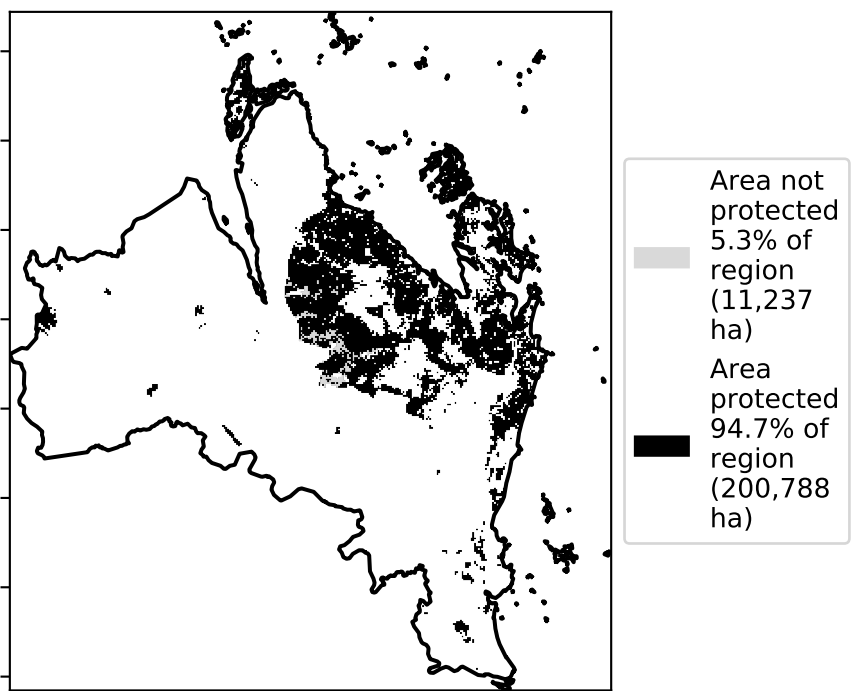 Area not
protected
5.3% of
region
(11,237
ha)
Area
protected
94.7% of
region
(200,788
ha)